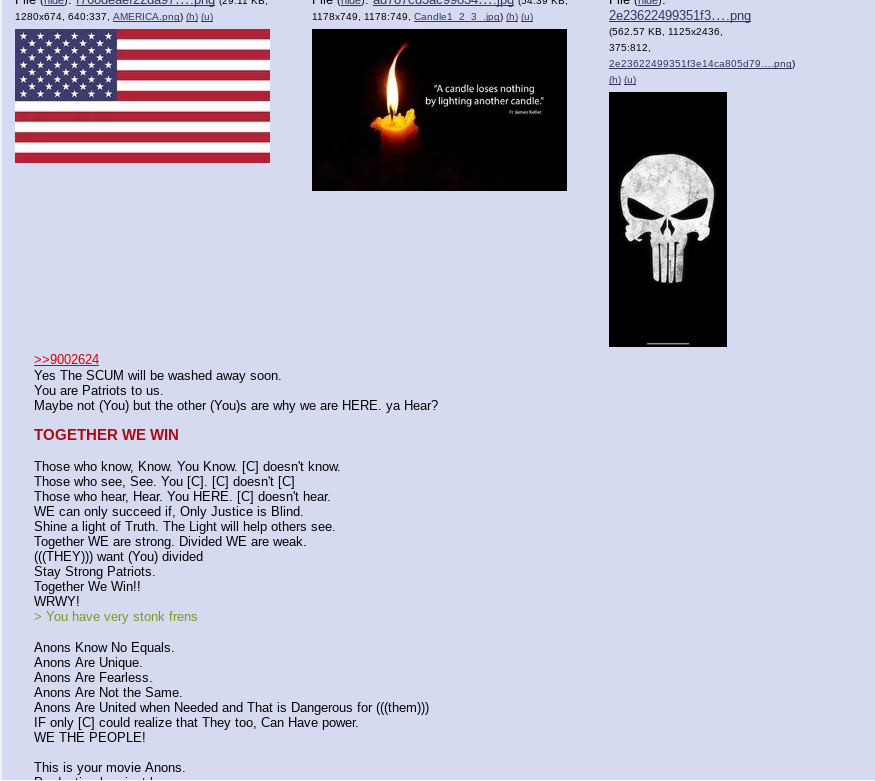 File (hide): f760deaef22da97….png (29.11 KB,
1280x674, 640:337, AMERICA.png) (h) (u)
File (hide): ad787cd5ac99854….jpg (54.39 KB,
1178x749, 1178:749, Candle1_2_3_.jpg) (h) (u)
File (hide):
2e23622499351f3….png
(562.57 KB, 1125x2436,
375:812,
2e23622499351f3e14ca805d79….png)
(h) (u)
"A candle loses nothing
by lighting another candle."
Fr James Keller
>>9002624
Yes The SCUM will be washed away soon.
You are Patriots to us.
Maybe not (You) but the other (You)s are why we are HERE. ya Hear?
TOGETHER WE WIN
Those who know, Know. You Know. [C] doesn't know.
Those who see, See. You [C]. [C] doesn't [C]
Those who hear, Hear. You HERE. [C] doesn't hear.
WE can only succeed if, Only Justice is Blind.
Shine a light of Truth. The Light will help others see.
Together WE are strong. Divided WE are weak.
(((THEY))) want (You) divided
Stay Strong Patriots.
Together We Win!!
WRWY!
> You have very stonk frens
Anons Know No Equals.
Anons Are Unique.
Anons Are Fearless.
Anons Are Not the Same.
Anons Are United when Needed and That is Dangerous for (((them)))
IF only [C] could realize that They too, Can Have power.
WE THE PEOPLE!
This is your movie Anons.